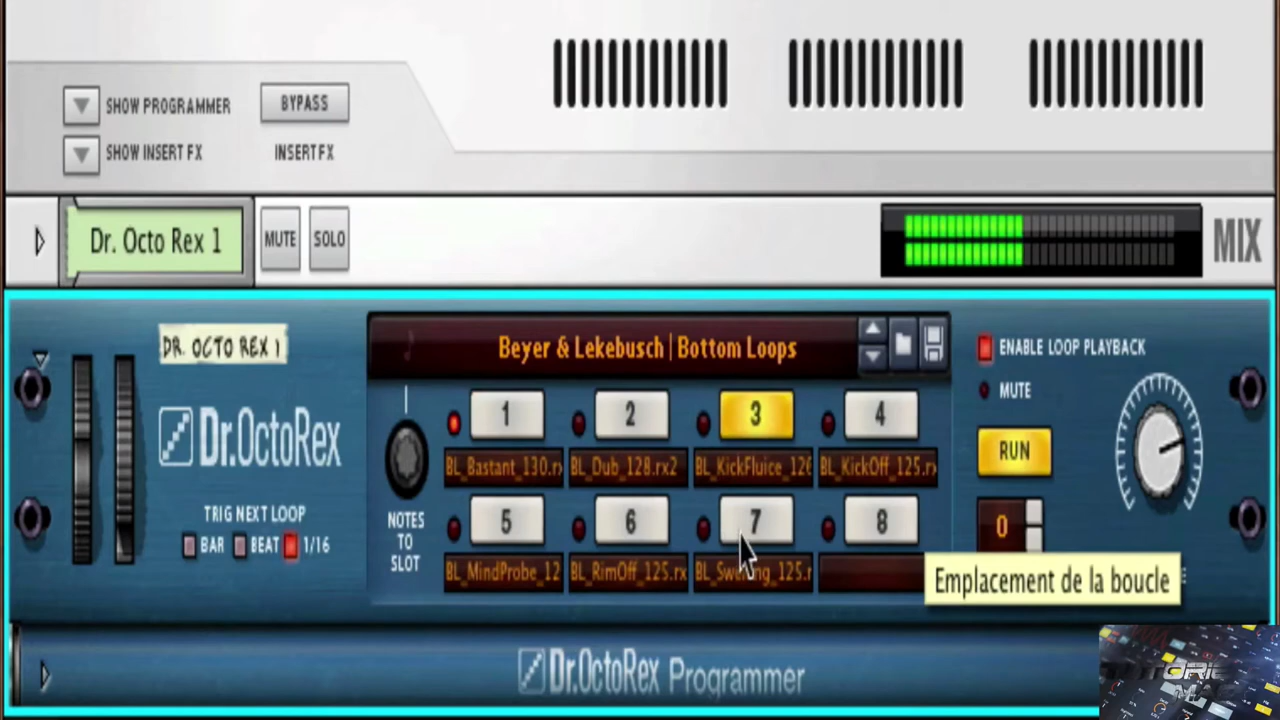 SHOW PROGRAMMER
BYPASS
SHOW INSERT FX
INSERT FX
Dr. Octo Rex 1
MUTE
SOLO
MIX
DR. OCTO REX 1
Beyer & Lekebusch | Bottom Loops
ENABLE LOOP PLAYBACK
MUTE
Dr.OctoRex
1
2
3
4
RUN
BL_Bastant_130.rx
BL_Dub_128.rx2
BL_KickFluice_126
BL_KickOff_125.rx
TRIG NEXT LOOP
BAR
BEAT
1/16
NOTES
TO
SLOT
5
6
7
8
0
BL_MindProbe_12
BL_RimOff_125.rx
Emplacement de la boucle
Dr.OctoRex Programmer